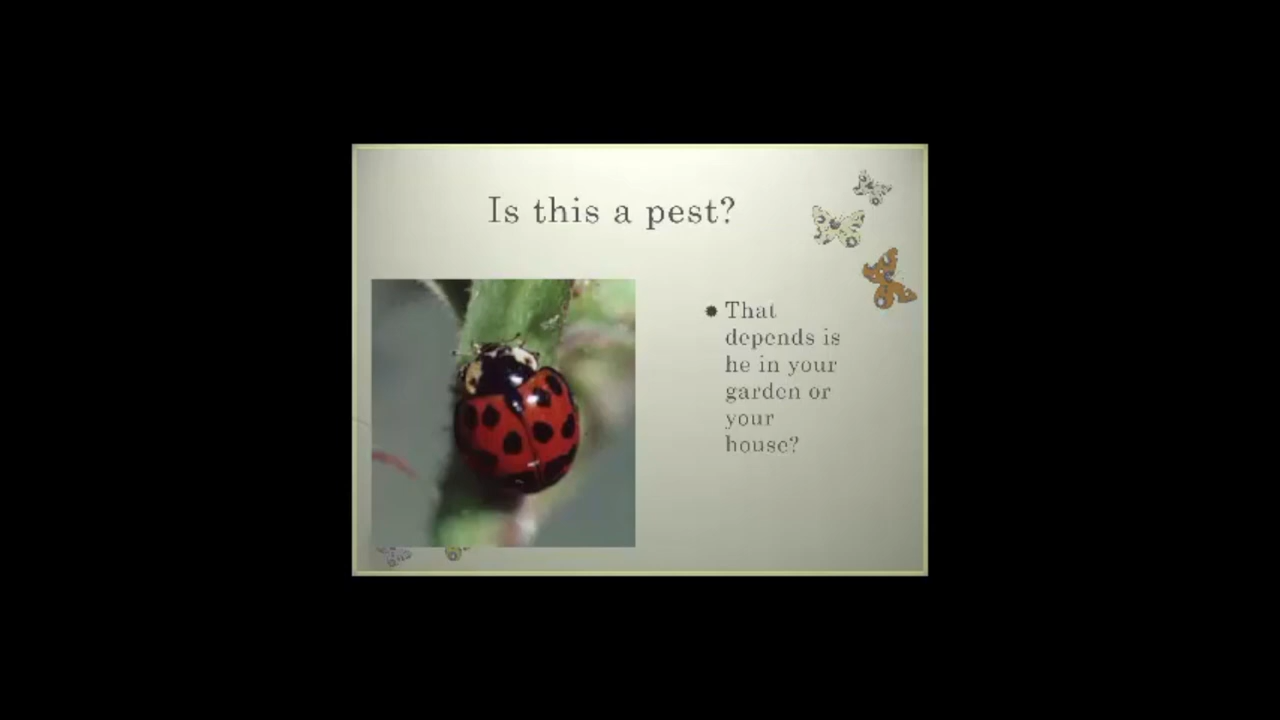 Is this a pest?
That
depends is
he in your
garden or
your
house?